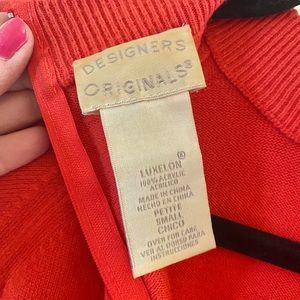 DESIGNERS
ORIGINALS®
LUXELON®
100% ACRYLIC
ACRILICO
MADE IN CHINA
HECHO EN CHINA
PETITE
SMALL
CHICO
OVER FOR CARE
VER AL DORSO PARA
INSTRUCCIONES